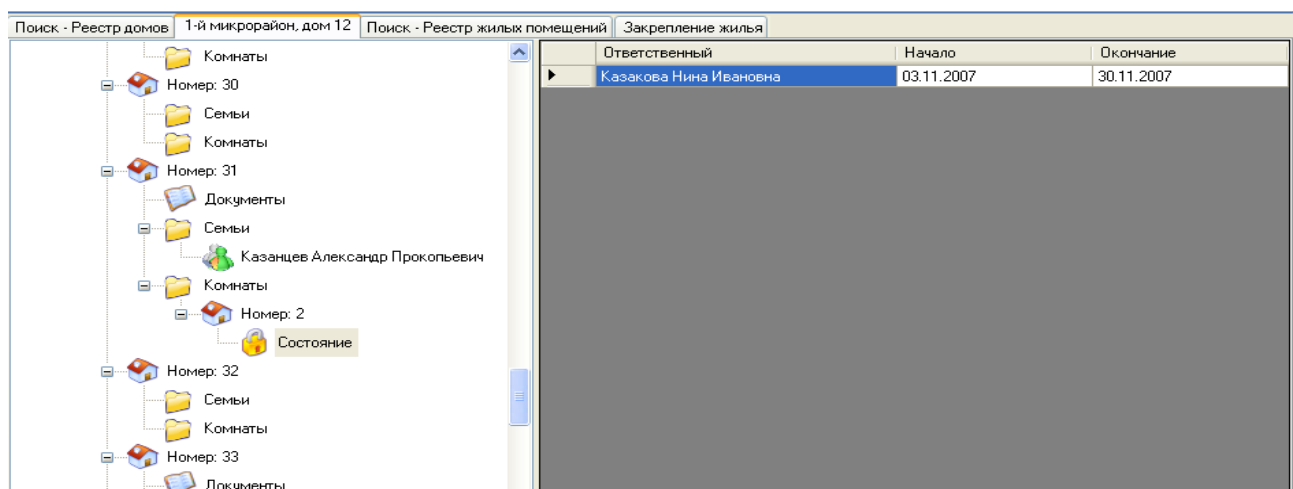 Поиск - Реестр домов 1-й микрорайон, дом 12 Поиск - Реестр жилых помещений Закрепление жилья
Комнаты
Номер: 30
Семьи
Комнаты
Номер: 31
Документы
Семьи
Казанцев Александр Прокопьевич
Комнаты
Номер: 2
Состояние
Номер: 32
Семьи
Комнаты
Номер: 33
Документы
Ответственный Начало Окончание
Казакова Нина Ивановна 03.11.2007 30.11.2007